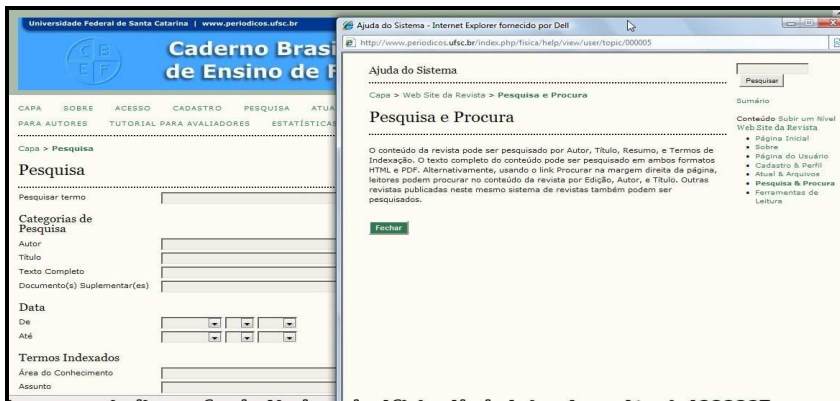 Universidade Federal de Santa Catarina | www.periodicos.ufsc.br
C B
E F
Caderno Brasi
de Ensino de F
CAPA SOBRE ACESSO CADASTRO PESQUISA ATUA
PARA AUTORES TUTORIAL PARA AVALIADORES ESTATÍSTICAS
Capa > Pesquisa
Pesquisa
Pesquisar termo
Categorias de
Pesquisa
Autor
Título
Texto Completo
Documento(s) Suplementar(es)
Data
De
Até
Termos Indexados
Área do Conhecimento
Assunto
Ajuda do Sistema - Internet Explorer fornecido por Dell
http://www.periodicos.ufsc.br/index.php/fisica/help/view/user/topic/000005
Ajuda do Sistema
Capa > Web Site da Revista > Pesquisa e Procura
Pesquisa e Procura
O conteúdo da revista pode ser pesquisado por Autor, Título, Resumo, e Termos de
Indexação. O texto completo do conteúdo pode ser pesquisado em ambos formatos
HTML e PDF. Alternativamente, usando o link Procurar na margem direita da página,
leitores podem procurar no conteúdo da revista por Edição, Autor, e Título. Outras
revistas publicadas neste mesmo sistema de revistas também podem ser
pesquisados.
Fechar
Pesquisar
Sumário
Conteúdo Subir um Nível
Web Site da Revista
Página Inicial
Sobre
Página do Usuário
Cadastro & Perfil
Atual & Arquivos
Pesquisa & Procura
Ferramentas de
Leitura